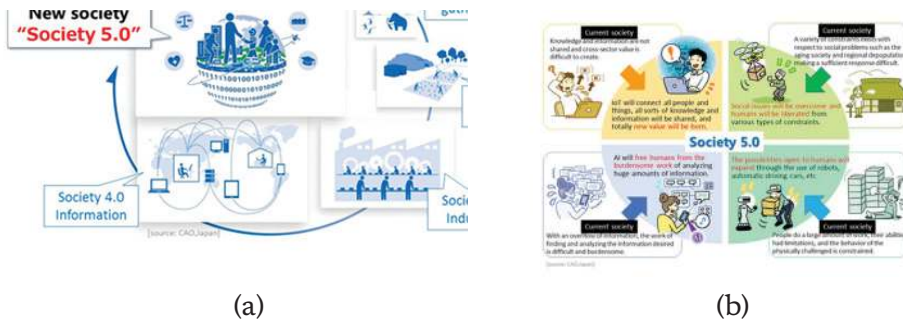 New society
"Society 5.0"
Society 4.0
Information
[source: CAO,Japan]
(a)
Current society
Knowledge and information are not
shared and cross-sector value is
difficult to create.
IoT will connect all people and
things, all sorts of knowledge and
information will be shared, and
totally new value will be born.
Current society
A variety of constraints exists with
respect to social problems such as the
aging society and regional depopulation
making a sufficient response difficult.
Social issues will be overcome and
humans will be liberated from
various types of constraints.
Society 5.0
AI will free humans from the
burdensome work of analyzing
huge amounts of information.
Current society
With an overflow of information, the work of
finding and analyzing the information desired
is difficult and burdensome.
The possibilities open to humans will
expand through the use of robots,
automatic driving cars, etc
Current society
People do a large amount of work, their abilities
had limitations, and the behavior of the
physically challenged is constrained.
[source: CAO,Japan]
(b)